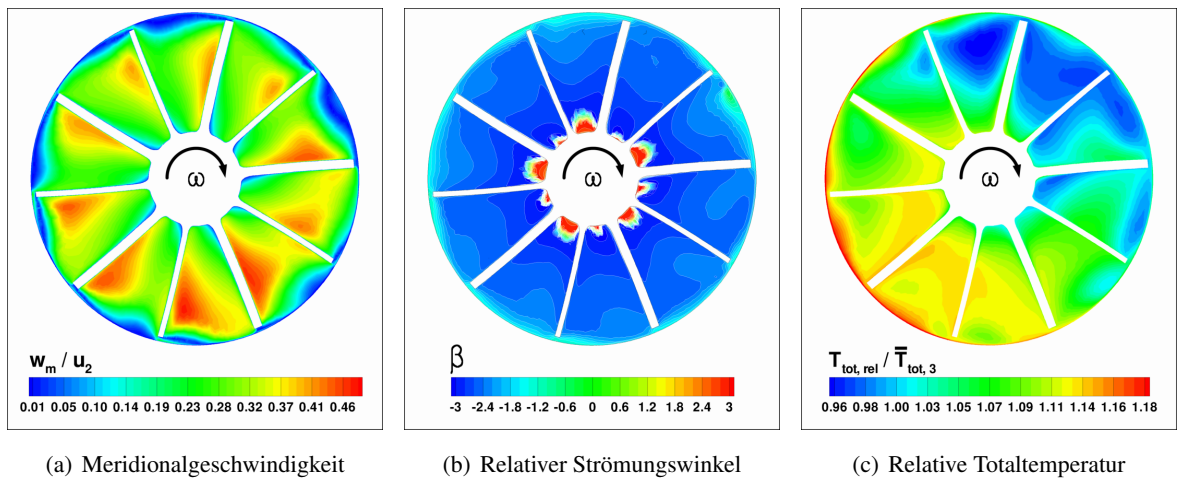 ω
w_m / u_2
0.01 0.05 0.10 0.14 0.19 0.23 0.28 0.32 0.37 0.41 0.46
(a) Meridionalgeschwindigkeit
ω
β
-3 -2.4 -1.8 -1.2 -0.6 0 0.6 1.2 1.8 2.4 3
(b) Relativer Strömungswinkel
ω
T_tot, rel / T̿_tot, 3
0.96 0.98 1.00 1.03 1.05 1.07 1.09 1.11 1.14 1.16 1.18
(c) Relative Totaltemperatur